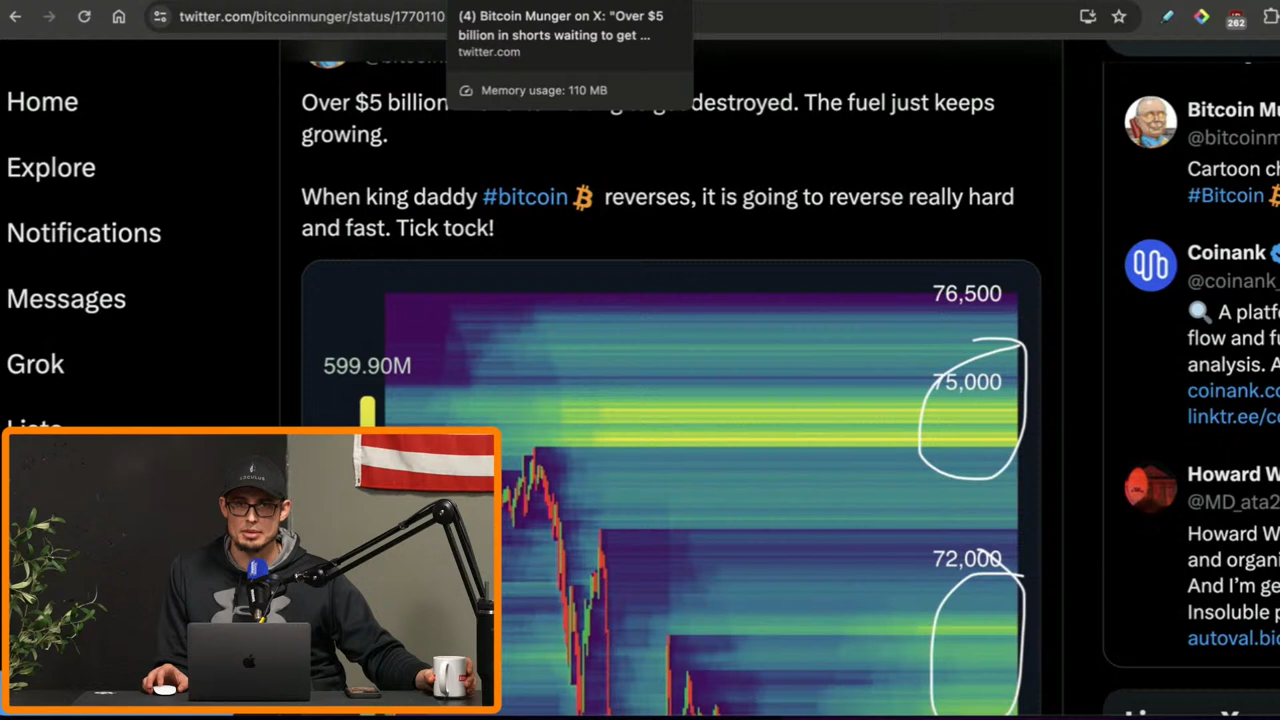 twitter.com/bitcoinmunger/status/1770110
(4) Bitcoin Munger on X: "Over $5
billion in shorts waiting to get ...
twitter.com
Memory usage: 110 MB
262
Home
Explore
Notifications
Messages
Grok
Lists
Over $5 billion destroyed. The fuel just keeps
growing.
When king daddy #bitcoin reverses, it is going to reverse really hard
and fast. Tick tock!
76,500
599.90M
75,000
72,000
Bitcoin Mu
@bitcoinm
Cartoon ch
#Bitcoin
Coinank
@coinank_
A platf
flow and fu
analysis. A
coinank.co
linktr.ee/co
Howard W
@MD_ata2
Howard W
and organi
And I'm ge
Insoluble p
autoval.bio
LOCULUS